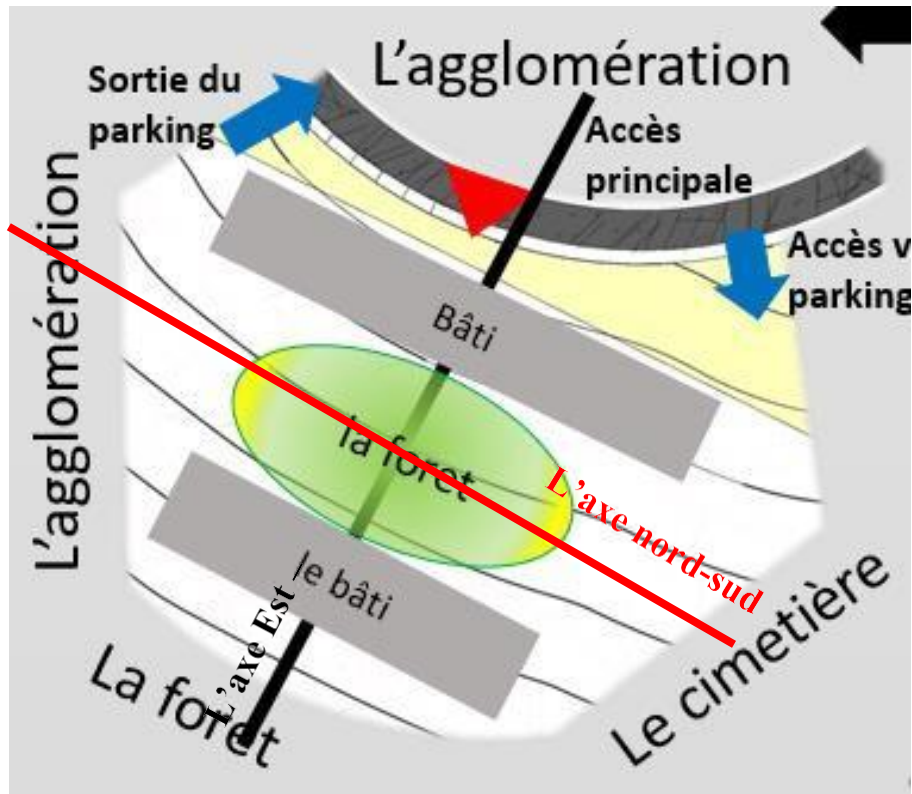 L'agglomération
Sortie du
parking
Accès
principale
L'agglomération
Accès v
parking
Bâti
la foret
L'axe nord-sud
le bâti
L'axe Est
La foret
Le cimetière